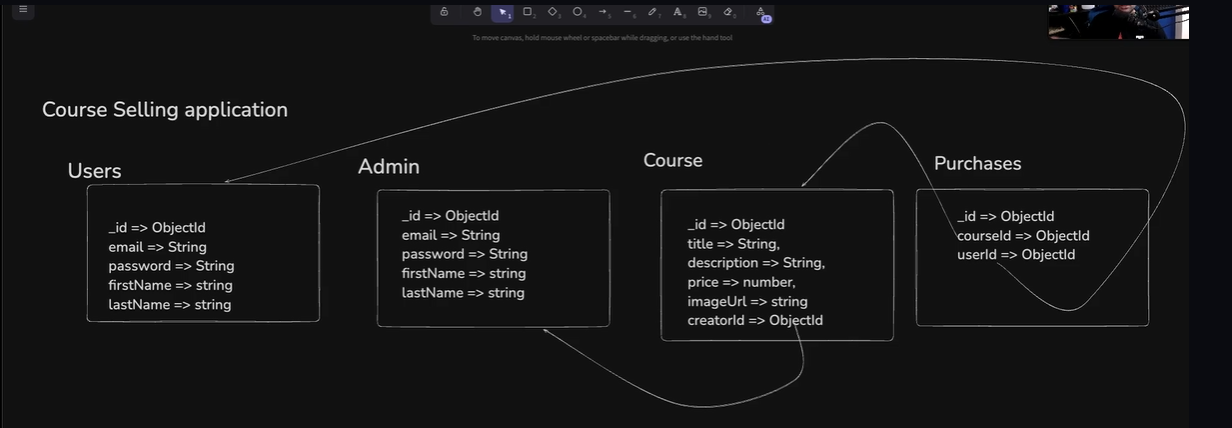 To move canvas, hold mouse wheel or spacebar while dragging, or use the hand tool
Course Selling application
Users
_id => ObjectId
email => String
password => String
firstName => string
lastName => string
Admin
_id => ObjectId
email => String
password => String
firstName => string
lastName => string
Course
_id => ObjectId
title => String,
description => String,
price => number,
imageUrl => string
creatorId => ObjectId
Purchases
_id => ObjectId
courseId => ObjectId
userId => ObjectId